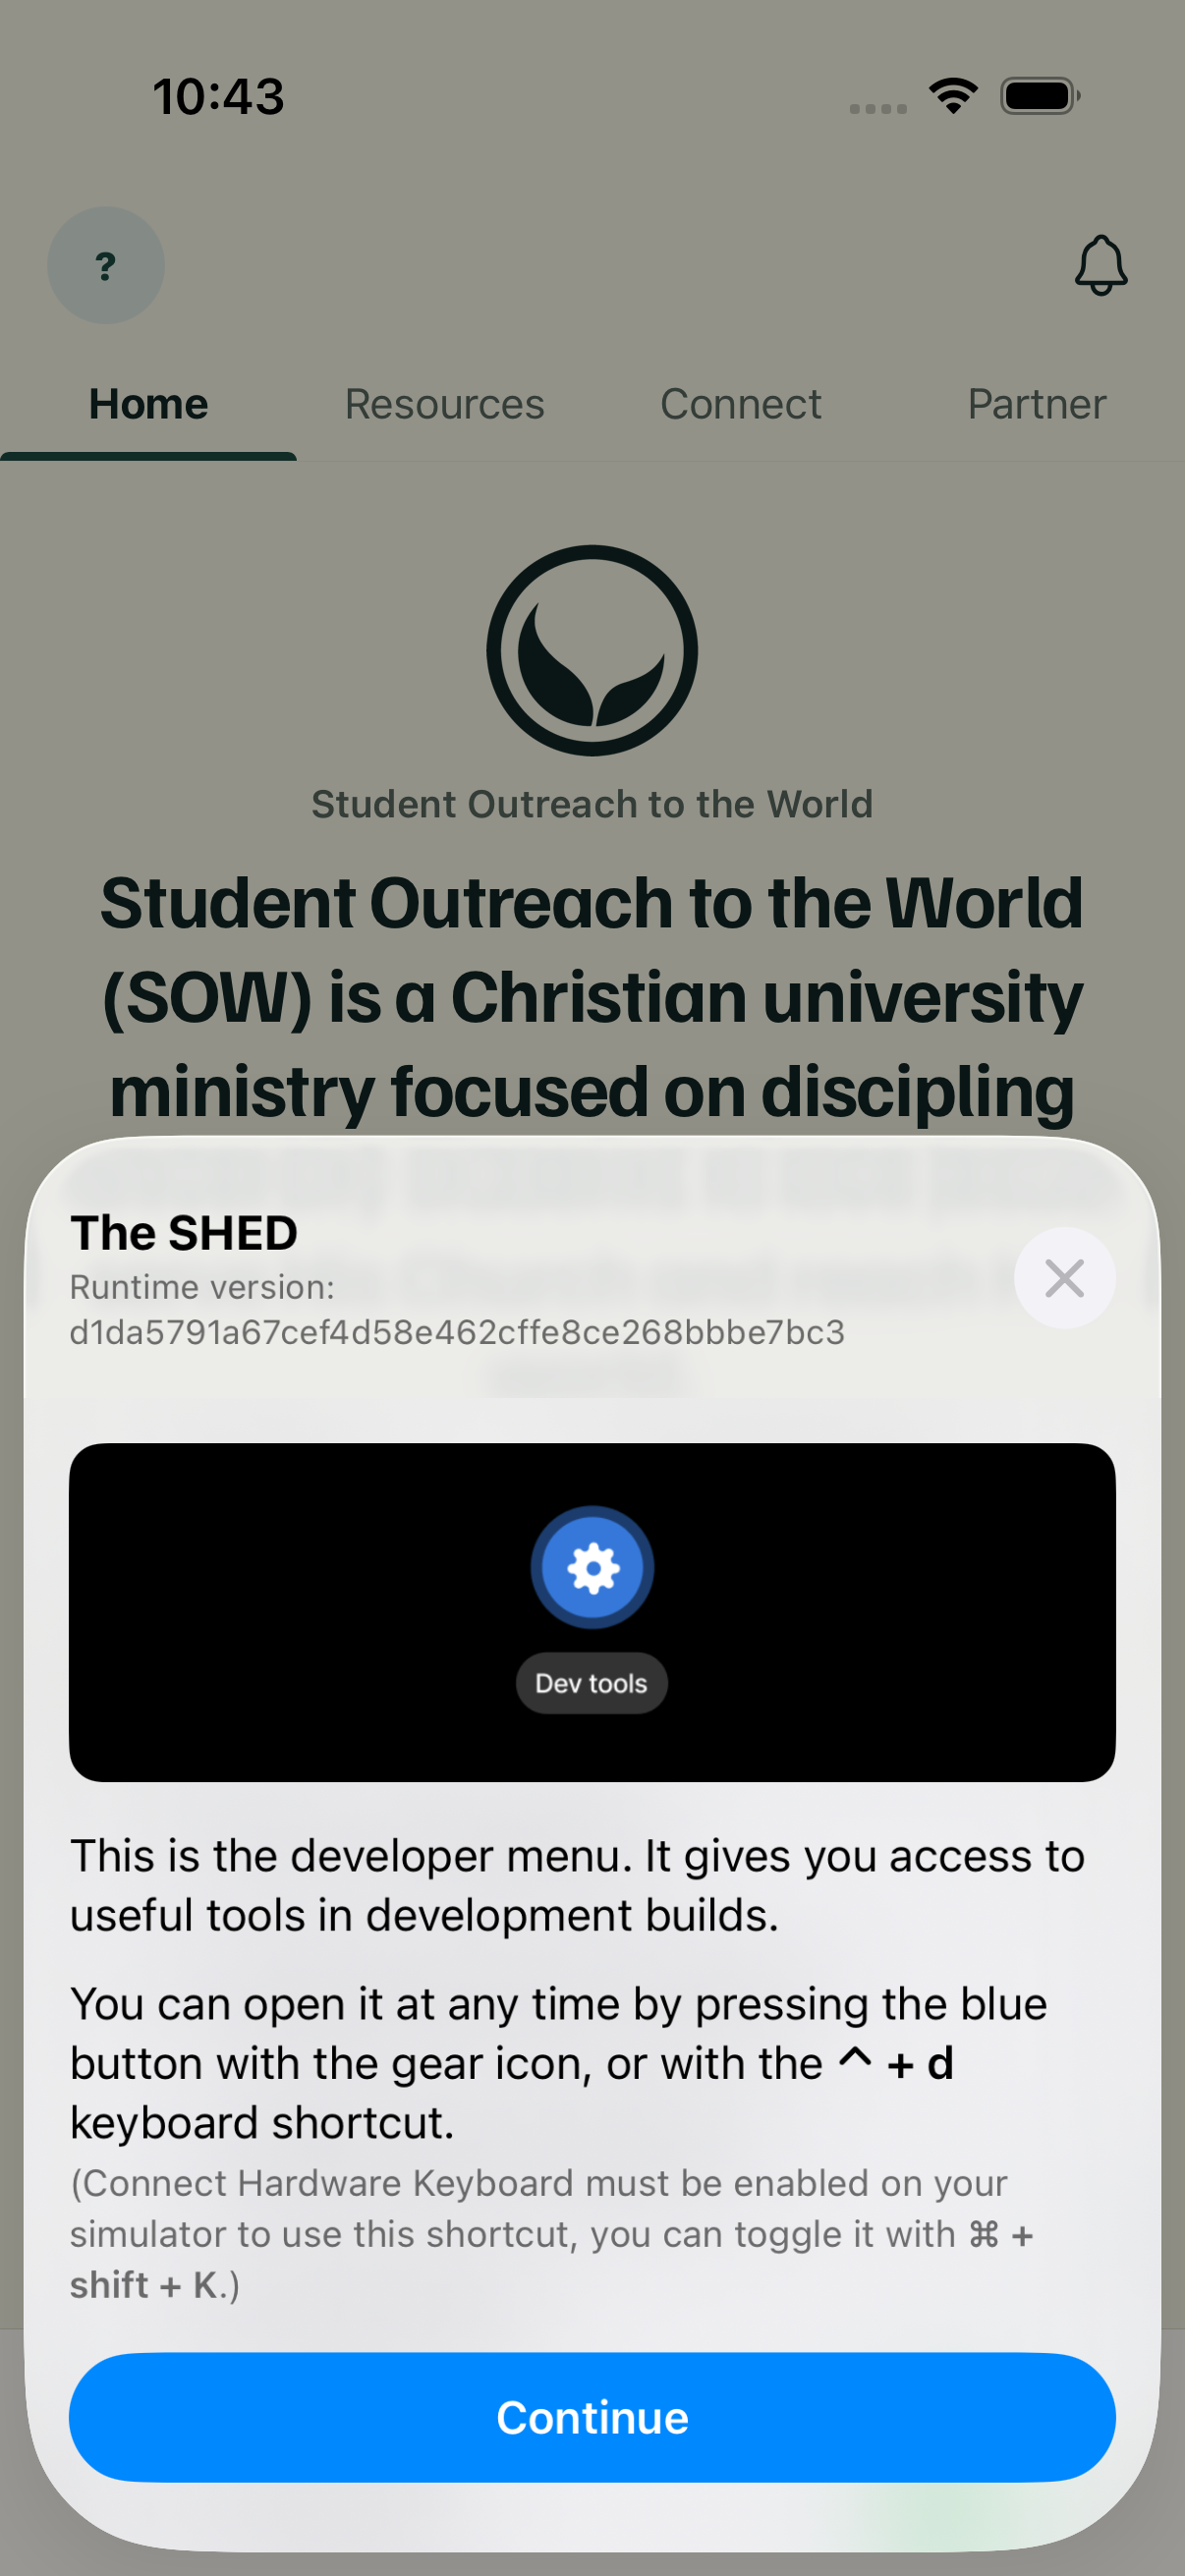 10:43
?
Home Resources Connect Partner
Student Outreach to the World
Student Outreach to the World
(SOW) is a Christian university
ministry focused on discipling
The SHED
Runtime version:
d1da5791a67cef4d58e462cffe8ce268bbbe7bc3
Dev tools
This is the developer menu. It gives you access to
useful tools in development builds.
You can open it at any time by pressing the blue
button with the gear icon, or with the ^ + d
keyboard shortcut.
(Connect Hardware Keyboard must be enabled on your
simulator to use this shortcut, you can toggle it with ⌘ +
shift + K.)
Continue